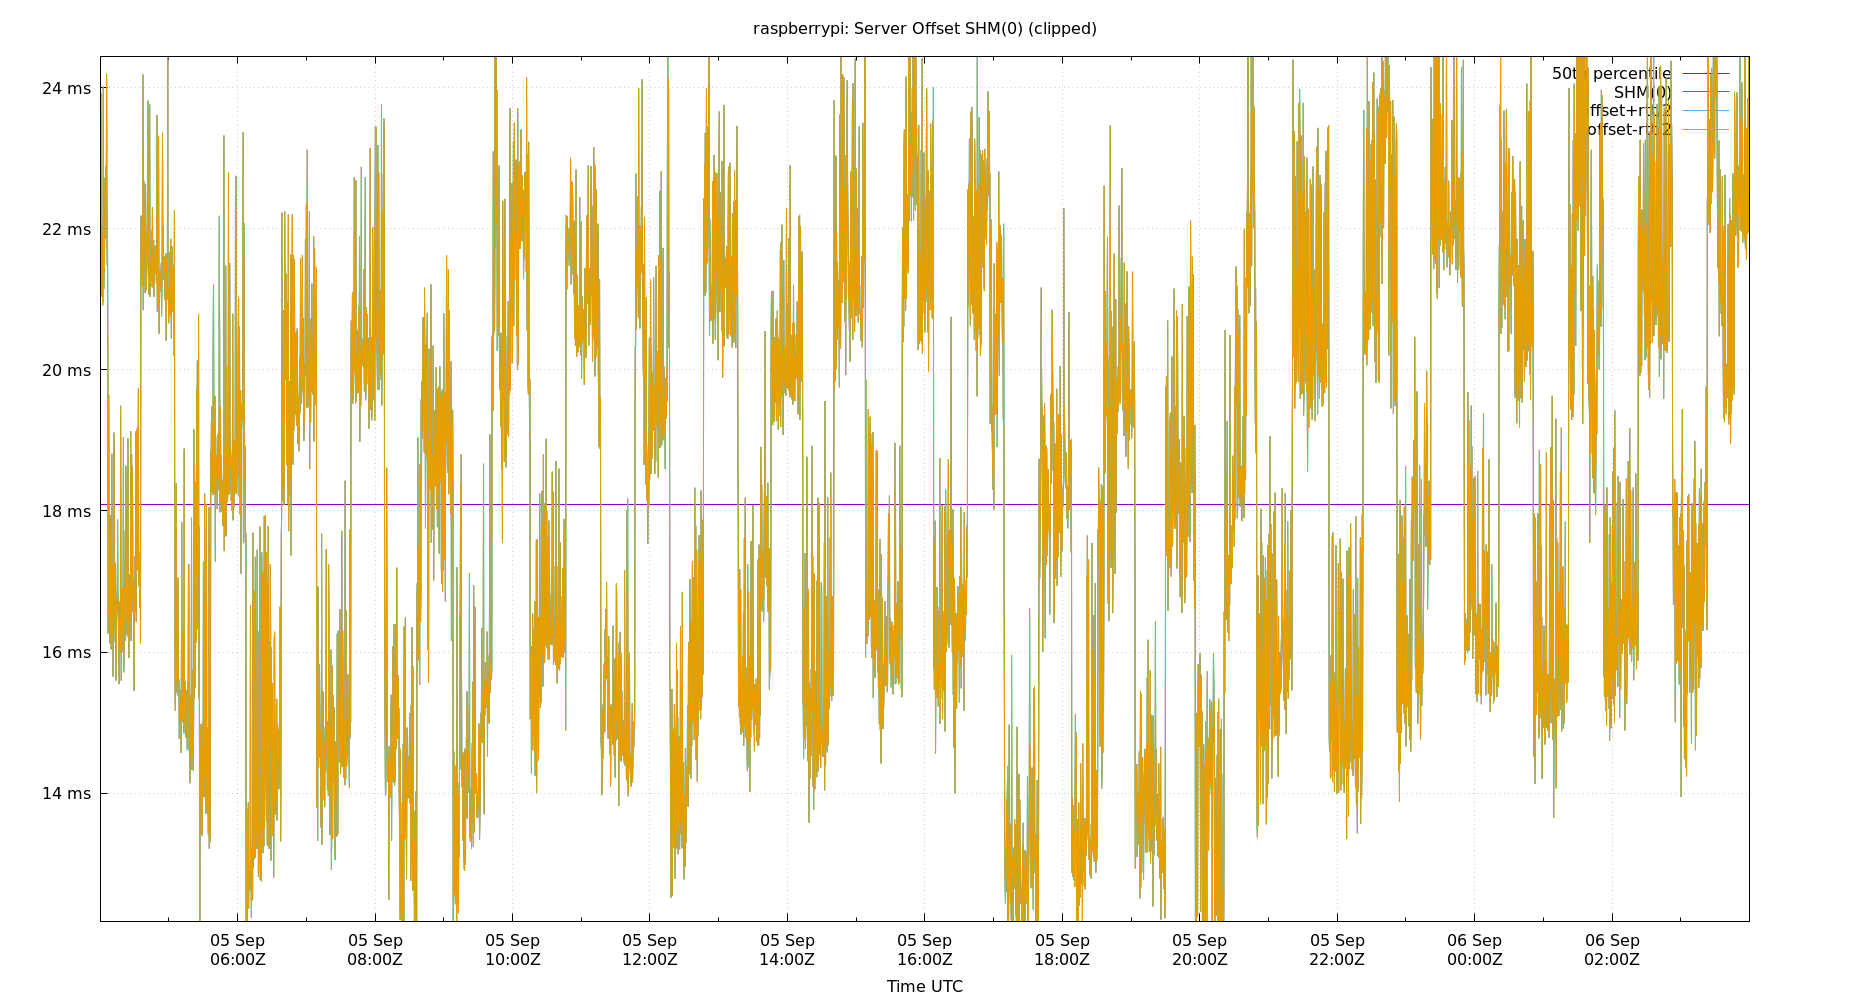 raspberrypi: Server Offset SHM(0) (clipped)
24 ms
22 ms
20 ms
18 ms
16 ms
14 ms
percentile
SHM(0)
05 Sep 05 Sep 05 Sep 05 Sep 05 Sep 05 Sep 05 Sep 05 Sep 05 Sep 06 Sep 06 Sep
06:00Z 08:00Z 10:00Z 12:00Z 14:00Z 16:00Z 18:00Z 20:00Z 22:00Z 00:00Z 02:00Z
Time UTC